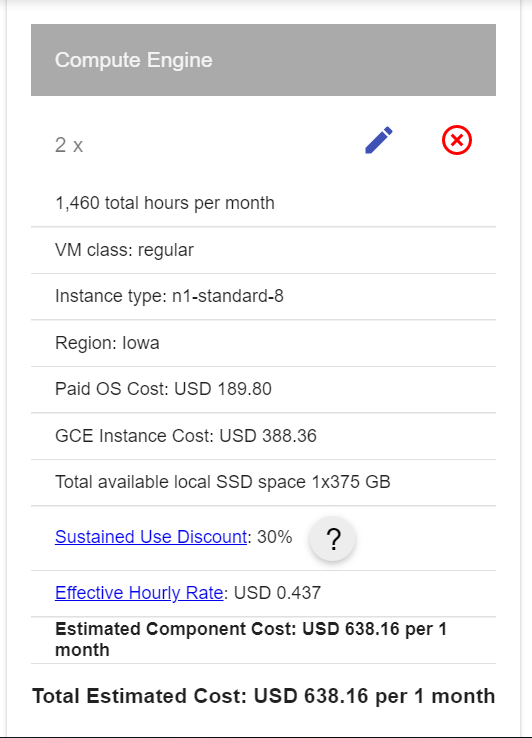 Compute Engine
2 x
1,460 total hours per month
VM class: regular
Instance type: n1-standard-8
Region: Iowa
Paid OS Cost: USD 189.80
GCE Instance Cost: USD 388.36
Total available local SSD space 1x375 GB
Sustained Use Discount: 30% ?
Effective Hourly Rate: USD 0.437
Estimated Component Cost: USD 638.16 per 1
month
Total Estimated Cost: USD 638.16 per 1 month